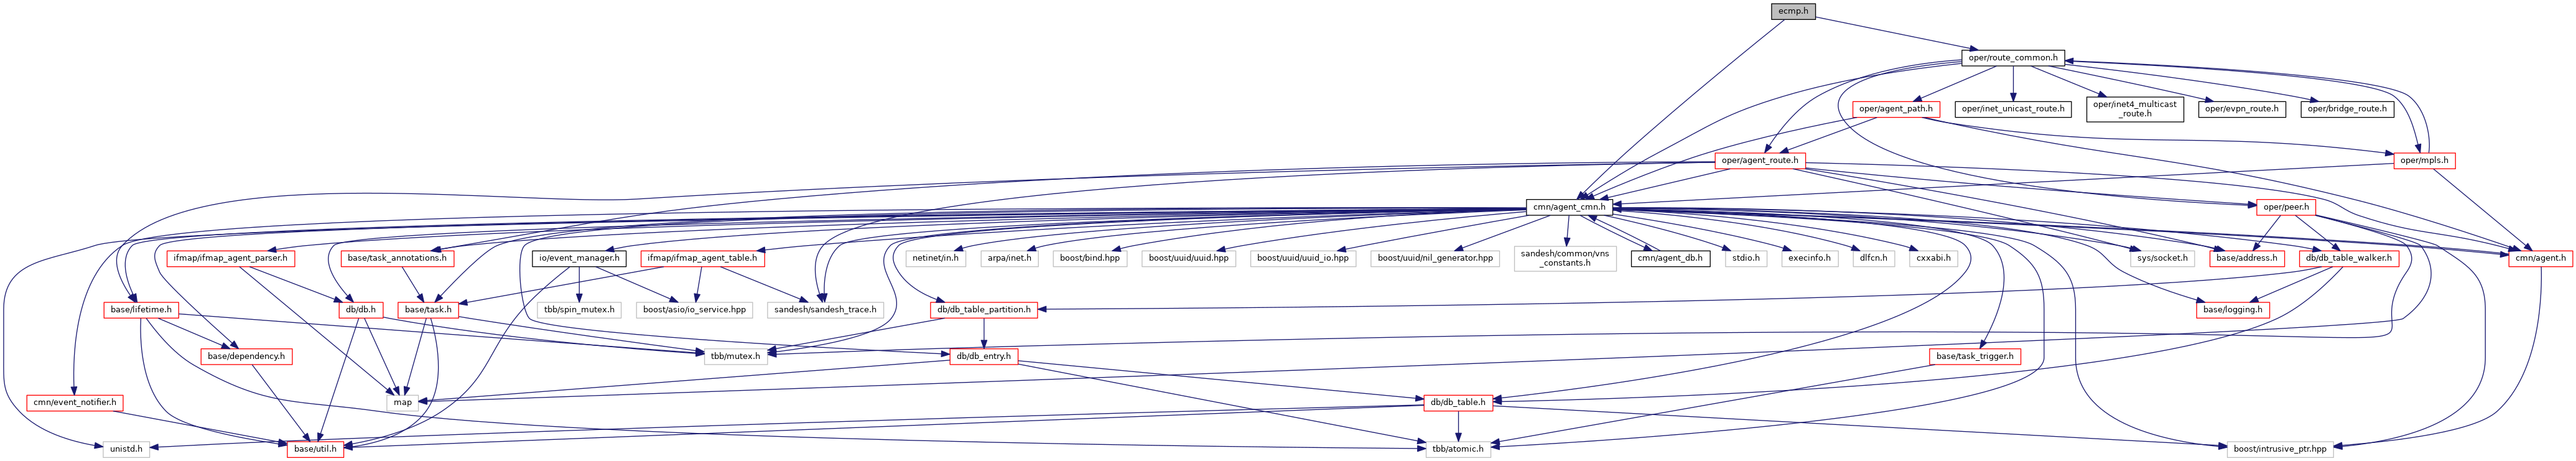 ecmp.h
oper/route_common.h
oper/agent_path.h
oper/inet_unicast_route.h
oper/inet4_multicast
_route.h
oper/evpn_route.h
oper/bridge_route.h
oper/agent_route.h
oper/mpls.h
cmn/agent_cmn.h
oper/peer.h
ifmap/ifmap_agent_parser.h
base/task_annotations.h
io/event_manager.h
ifmap/ifmap_agent_table.h
netinet/in.h
arpa/inet.h
boost/bind.hpp
boost/uuid/uuid.hpp
boost/uuid/uuid_io.hpp
boost/uuid/nil_generator.hpp
sandesh/common/vns
_constants.h
cmn/agent_db.h
stdio.h
execinfo.h
dlfcn.h
cxxabi.h
sys/socket.h
base/address.h
db/db_table_walker.h
cmn/agent.h
base/lifetime.h
db/db.h
base/task.h
tbb/spin_mutex.h
boost/asio/io_service.hpp
sandesh/sandesh_trace.h
db/db_table_partition.h
base/logging.h
base/dependency.h
tbb/mutex.h
db/db_entry.h
base/task_trigger.h
cmn/event_notifier.h
map
db/db_table.h
unistd.h
base/util.h
tbb/atomic.h
boost/intrusive_ptr.hpp